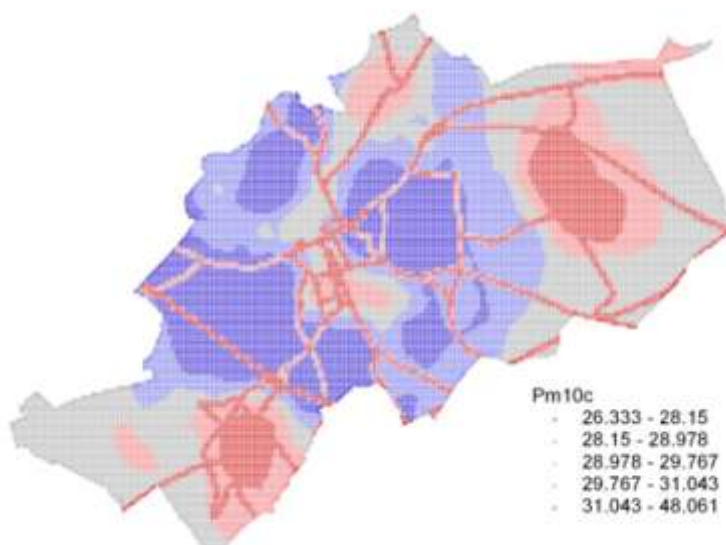 Pm10c
26.333 - 28.15
28.15 - 28.978
28.978 - 29.767
29.767 - 31.043
31.043 - 48.061